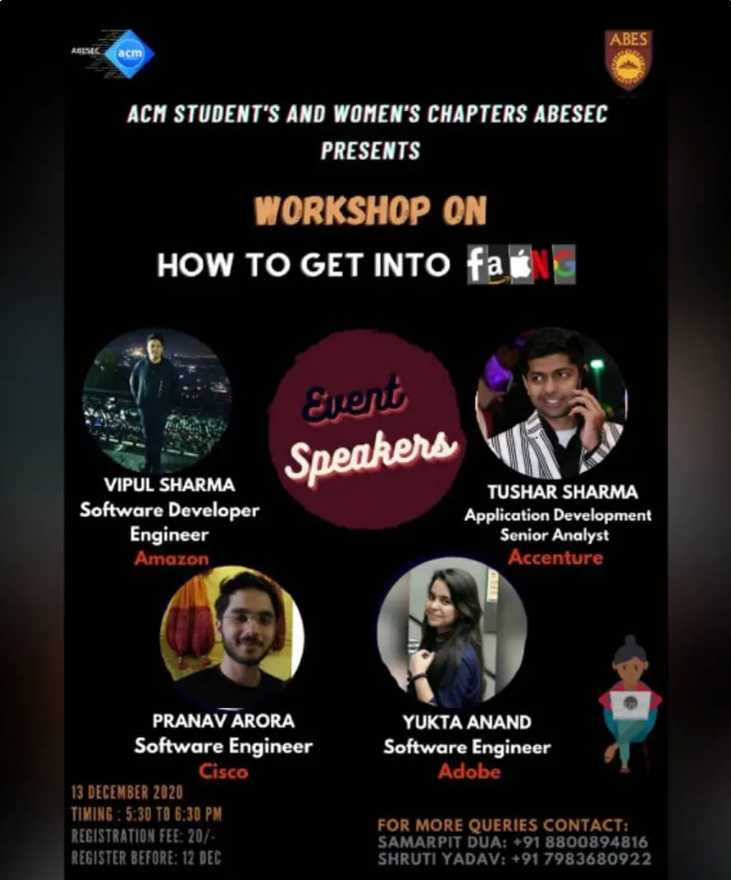 ABESEC acm
ABES
ACM STUDENT'S AND WOMEN'S CHAPTERS ABESEC
PRESENTS
WORKSHOP ON
HOW TO GET INTO fa NG
Event
Speakers
VIPUL SHARMA
Software Developer
Engineer
Amazon
TUSHAR SHARMA
Application Development
Senior Analyst
Accenture
PRANAV ARORA
Software Engineer
Cisco
YUKTA ANAND
Software Engineer
Adobe
13 DECEMBER 2020
TIMING : 5:30 TO 6:30 PM
REGISTRATION FEE: 20/-
REGISTER BEFORE: 12 DEC
FOR MORE QUERIES CONTACT:
SAMARPIT DUA: +91 8800894816
SHRUTI YADAV: +91 7983680922